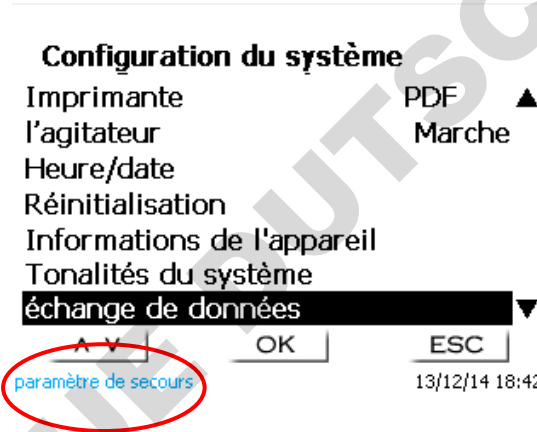 Configuration du système
Imprimante PDF ▲
l'agitateur Marche
Heure/date
Réinitialisation
Informations de l'appareil
Tonalités du système
échange de données ▼
∧ ∨ OK ESC
paramètre de secours 13/12/14 18:42